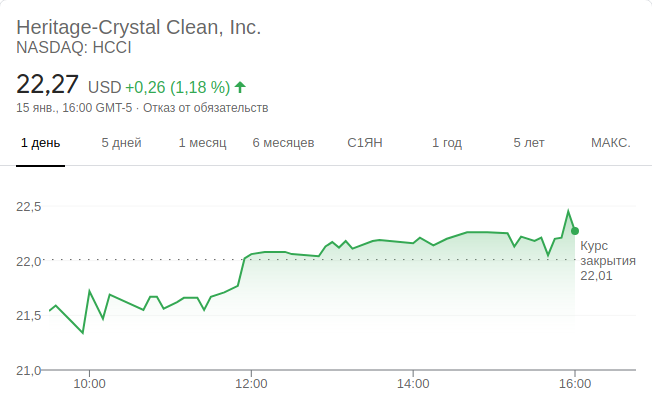 Heritage-Crystal Clean, Inc.
NASDAQ: HCCI
22,27 USD +0,26 (1,18 %)
15 янв., 16:00 GMT-5 · Отказ от обязательств
1 день 5 дней 1 месяц 6 месяцев С1ЯН 1 год 5 лет МАКС.
22,5
Курс
22,0 закрытия
22,01
21,5
21,0
10:00 12:00 14:00 16:00